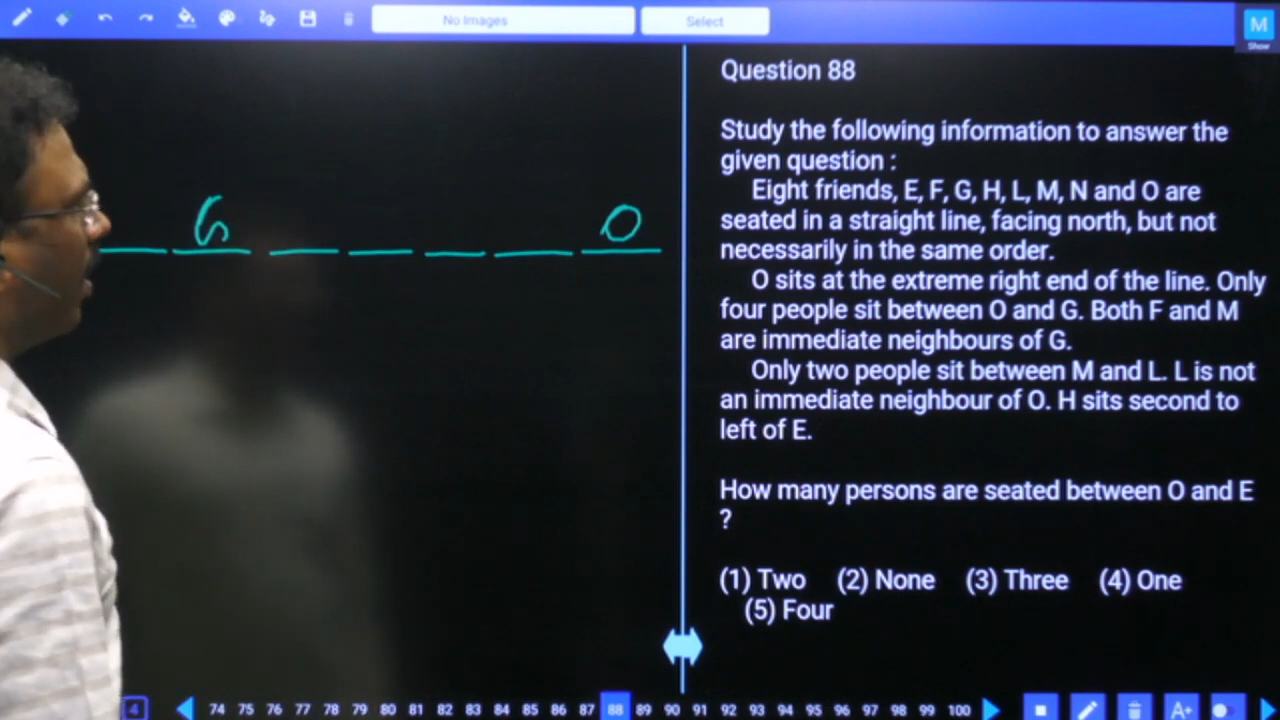 No Images
Select
M
Show
Question 88
Study the following information to answer the
given question :
Eight friends, E, F, G, H, L, M, N and O are
seated in a straight line, facing north, but not
necessarily in the same order.
O sits at the extreme right end of the line. Only
four people sit between O and G. Both F and M
are immediate neighbours of G.
Only two people sit between M and L. L is not
an immediate neighbour of O. H sits second to
left of E.
How many persons are seated between O and E
?
(1) Two (2) None (3) Three (4) One
(5) Four
G O
4 74 75 76 77 78 79 80 81 82 83 84 85 86 87 88 89 90 91 92 93 94 95 96 97 98 99 100 A+